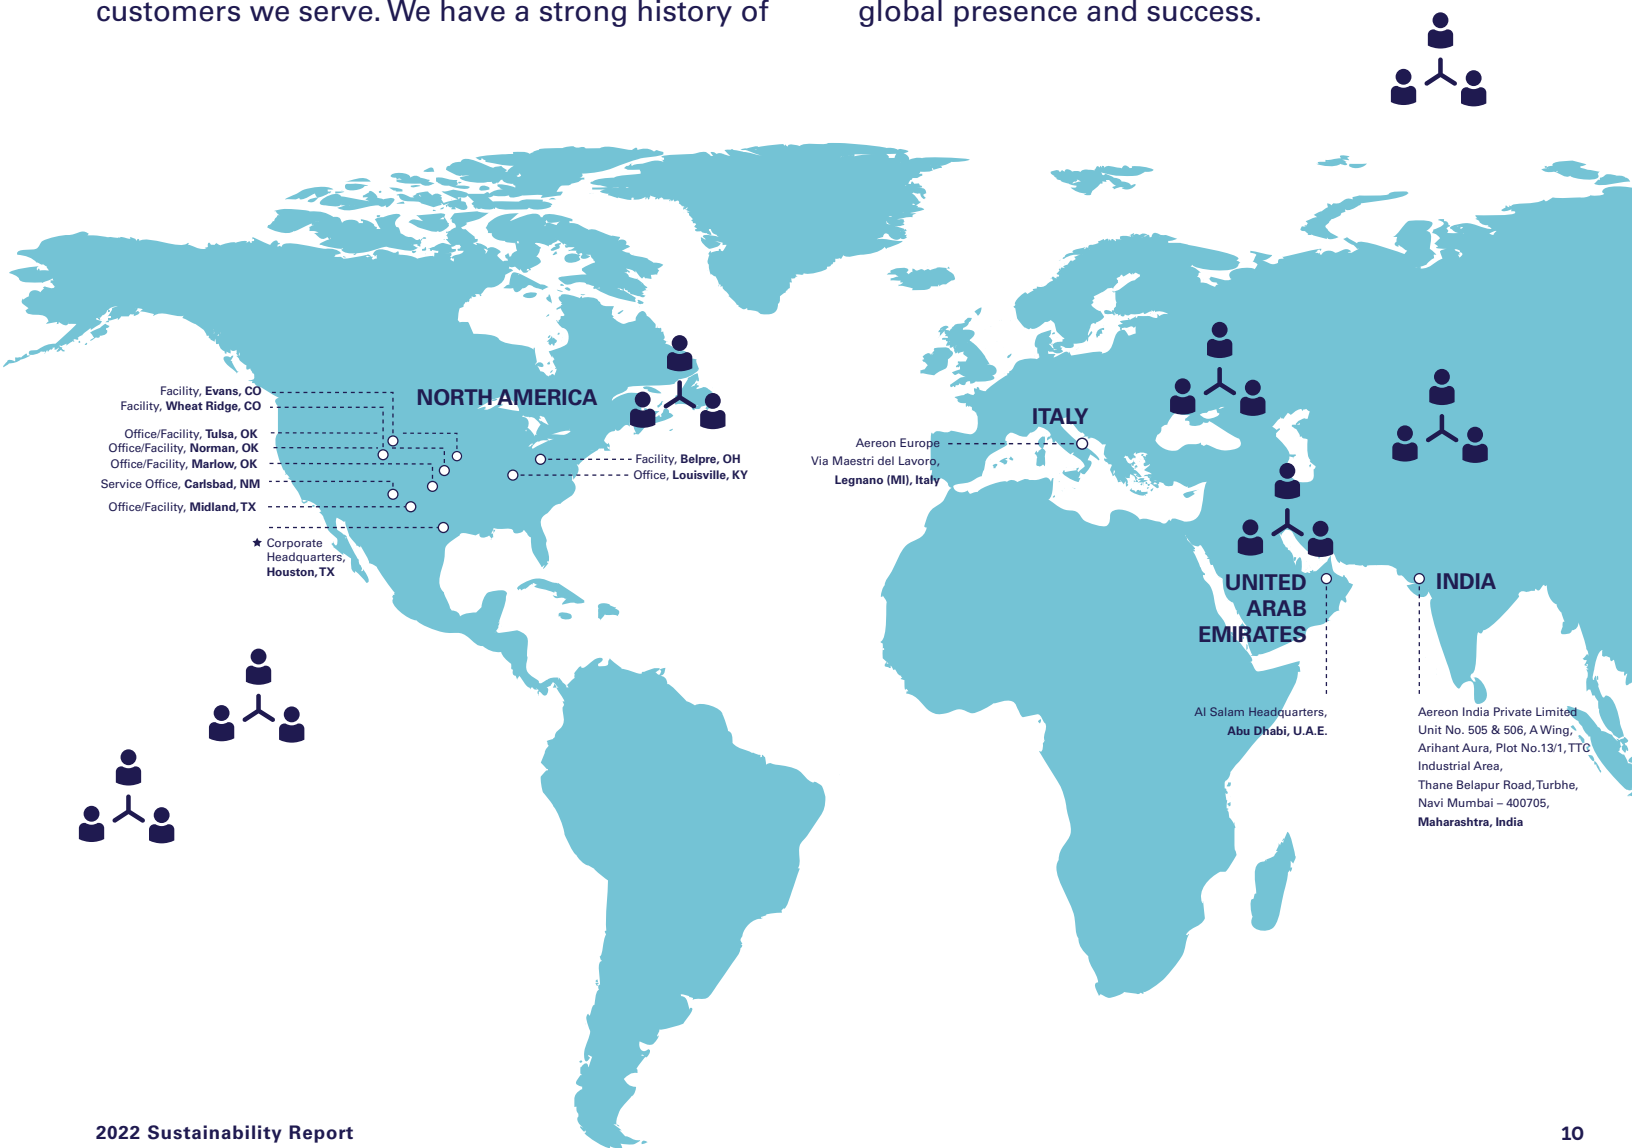 customers we serve. We have a strong history of
global presence and success.
NORTH AMERICA
Facility, Evans, CO
Facility, Wheat Ridge, CO
Office/Facility, Tulsa, OK
Office/Facility, Norman, OK
Office/Facility, Marlow, OK
Service Office, Carlsbad, NM
Office/Facility, Midland, TX
★ Corporate
Headquarters,
Houston, TX
Facility, Belpre, OH
Office, Louisville, KY
ITALY
Aereon Europe
Via Maestri del Lavoro,
Legnano (MI), Italy
UNITED
ARAB
EMIRATES
Al Salam Headquarters,
Abu Dhabi, U.A.E.
INDIA
Aereon India Private Limited
Unit No. 505 & 506, A Wing,
Arihant Aura, Plot No.13/1, TTC
Industrial Area,
Thane Belapur Road, Turbhe,
Navi Mumbai – 400705,
Maharashtra, India
2022 Sustainability Report
10